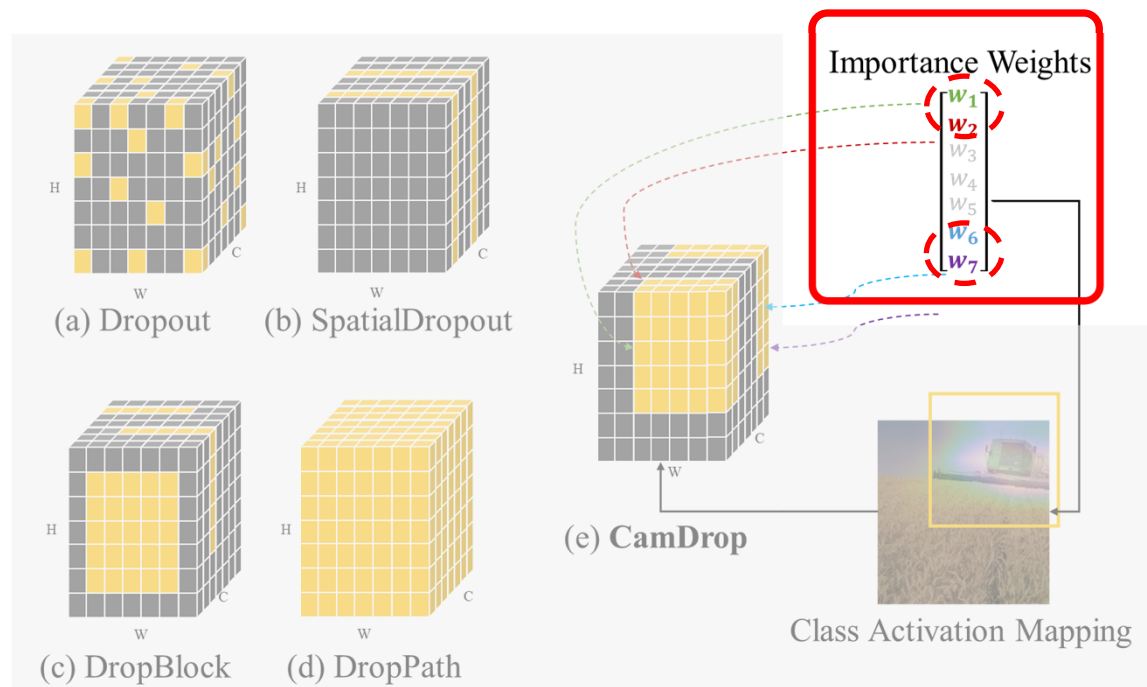 Importance Weights
w1
w2
w3
w4
w5
w6
w7
H
W
C
(a) Dropout
H
W
C
(b) SpatialDropout
H
W
C
(e) CamDrop
H
W
C
(c) DropBlock
H
W
C
(d) DropPath
Class Activation Mapping